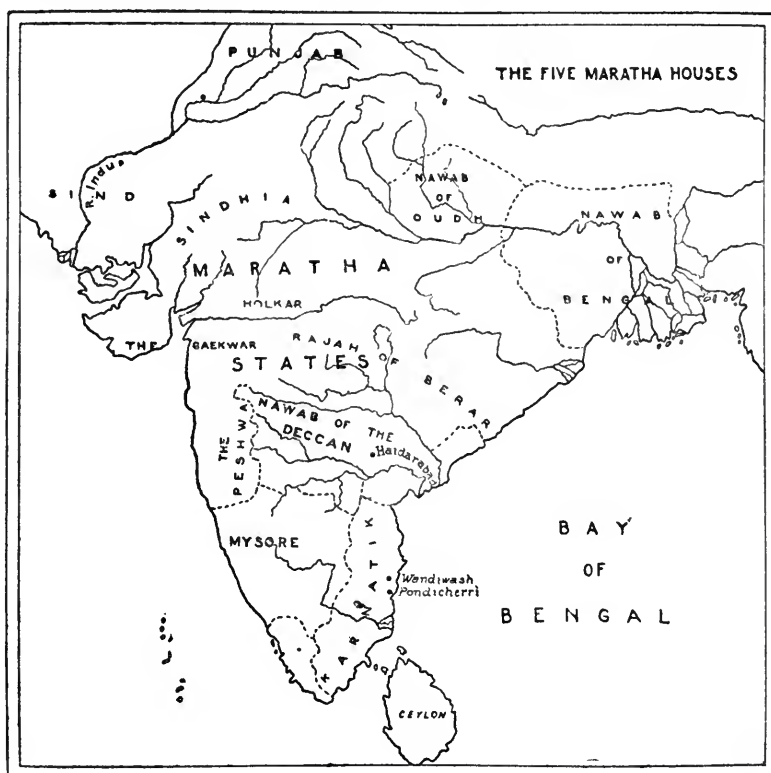 THE FIVE MARATHA HOUSES
PUNJAB
R. Indus
SIND
SINDHIA
NAWAB
OF
OUDH
NAWAB
OF
BENGAL
MARATHA
HOLKAR
THE GAEKWAR
RAJAH OF BERAR
STATES
THE PESHWA
NAWAB OF THE
DECCAN
Haidarabad
MYSORE
KARNATIK
Wandiwash
Pondicherri
BAY
OF
BENGAL
CEYLON